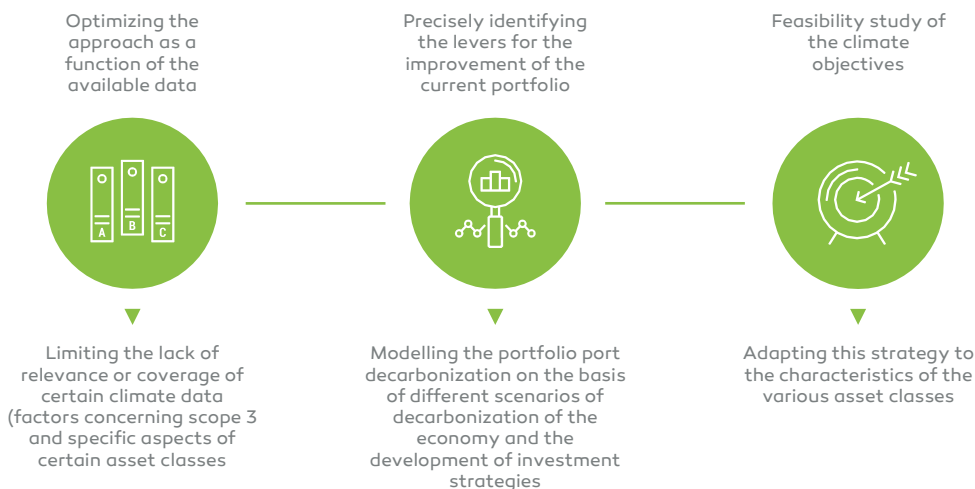 Optimizing the
approach as a
function of the
available data
A
B
C
Limiting the lack of
relevance or coverage of
certain climate data
(factors concerning scope 3
and specific aspects of
certain asset classes
Precisely identifying
the levers for the
improvement of the
current portfolio
Modelling the portfolio port
decarbonization on the basis
of different scenarios of
decarbonization of the
economy and the
development of investment
strategies
Feasibility study of
the climate
objectives
Adapting this strategy to
the characteristics of the
various asset classes